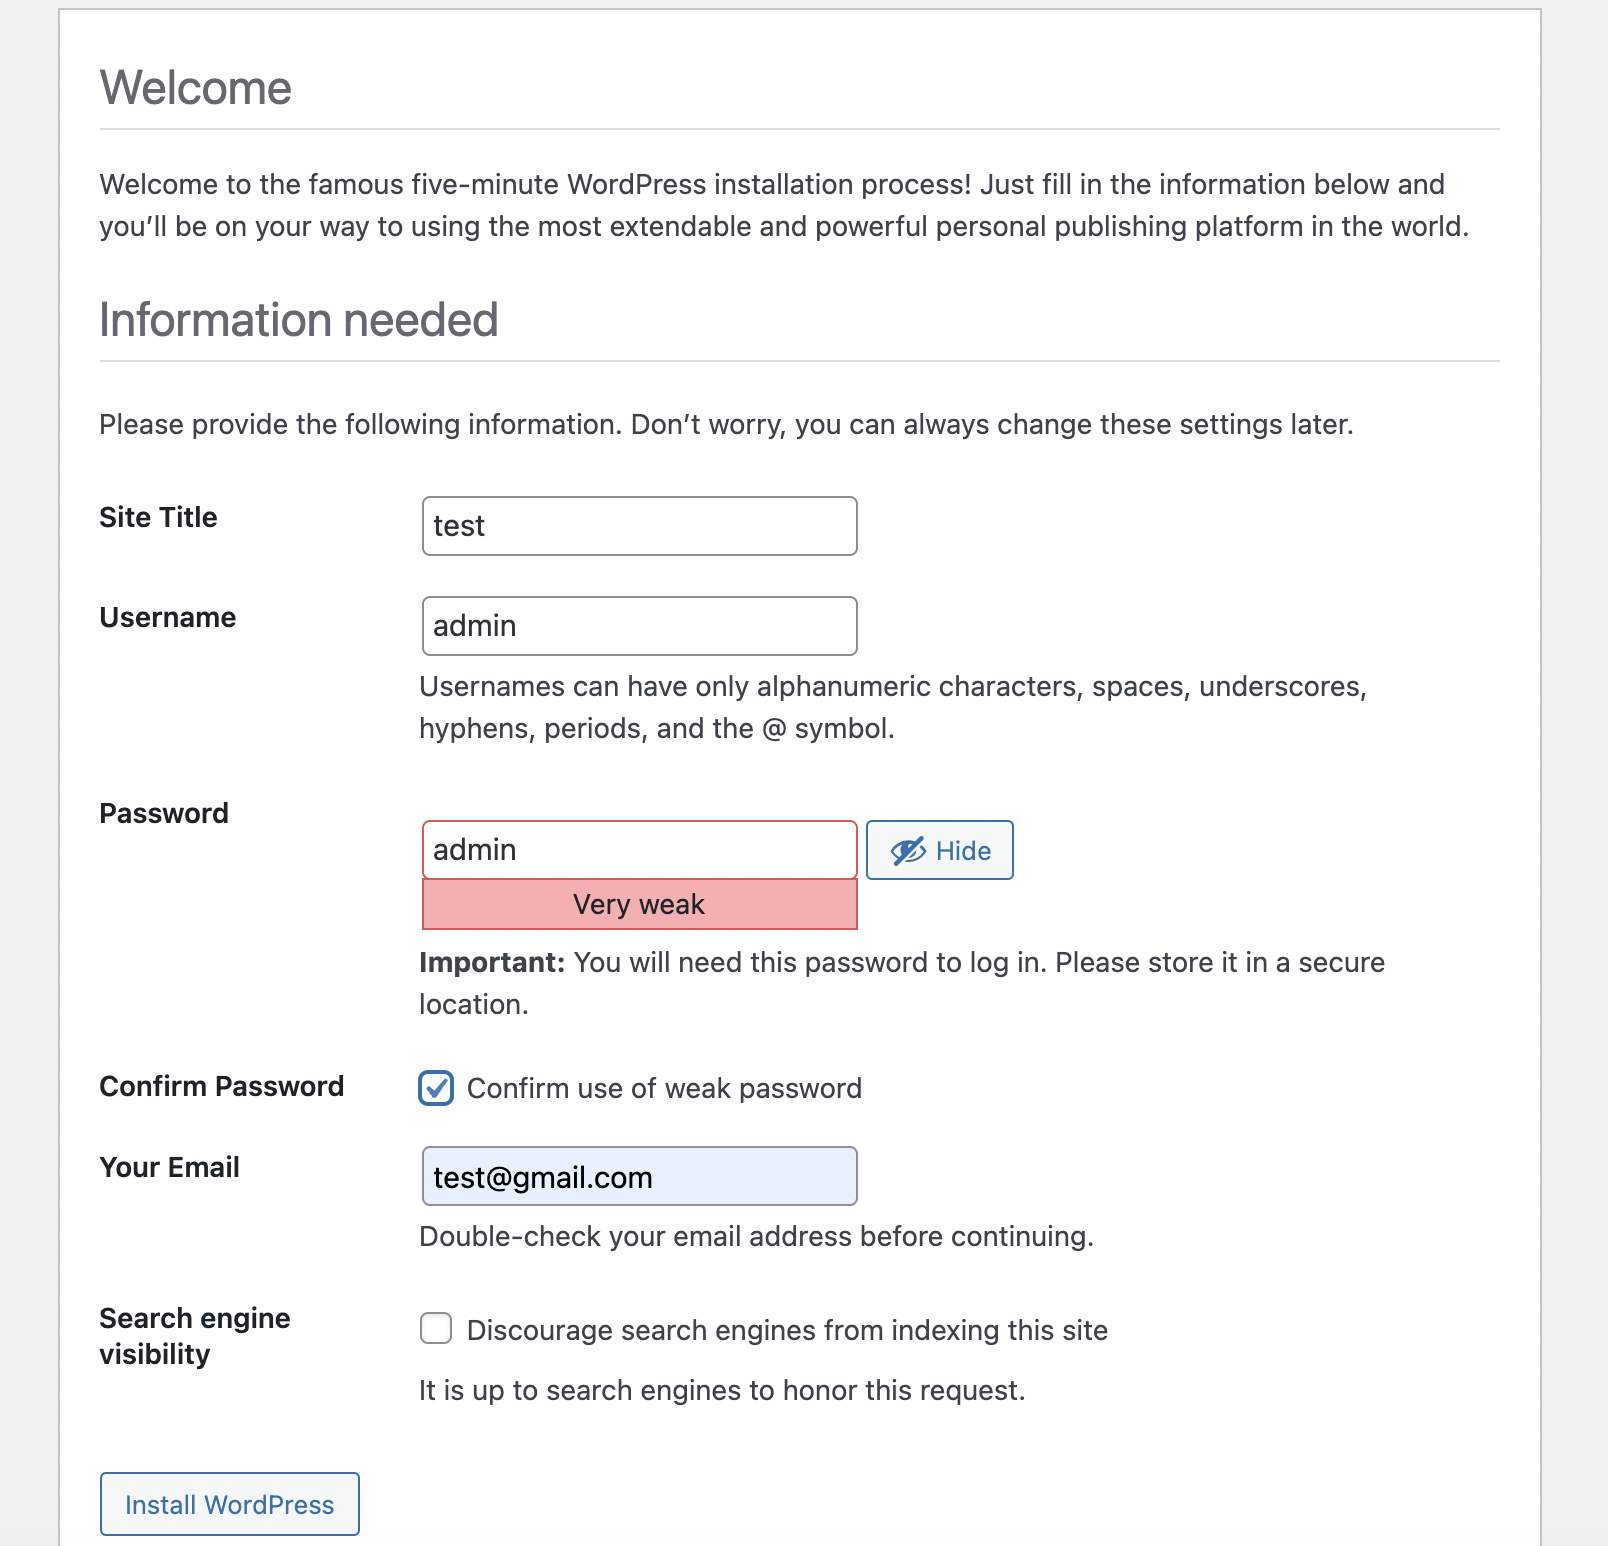 Welcome
Welcome to the famous five-minute WordPress installation process! Just fill in the information below and
you’ll be on your way to using the most extendable and powerful personal publishing platform in the world.
Information needed
Please provide the following information. Don’t worry, you can always change these settings later.
Site Title
test
Username
admin
Usernames can have only alphanumeric characters, spaces, underscores,
hyphens, periods, and the @ symbol.
Password
admin
Hide
Very weak
Important: You will need this password to log in. Please store it in a secure
location.
Confirm Password
Confirm use of weak password
Your Email
test@gmail.com
Double-check your email address before continuing.
Search engine
visibility
Discourage search engines from indexing this site
It is up to search engines to honor this request.
Install WordPress